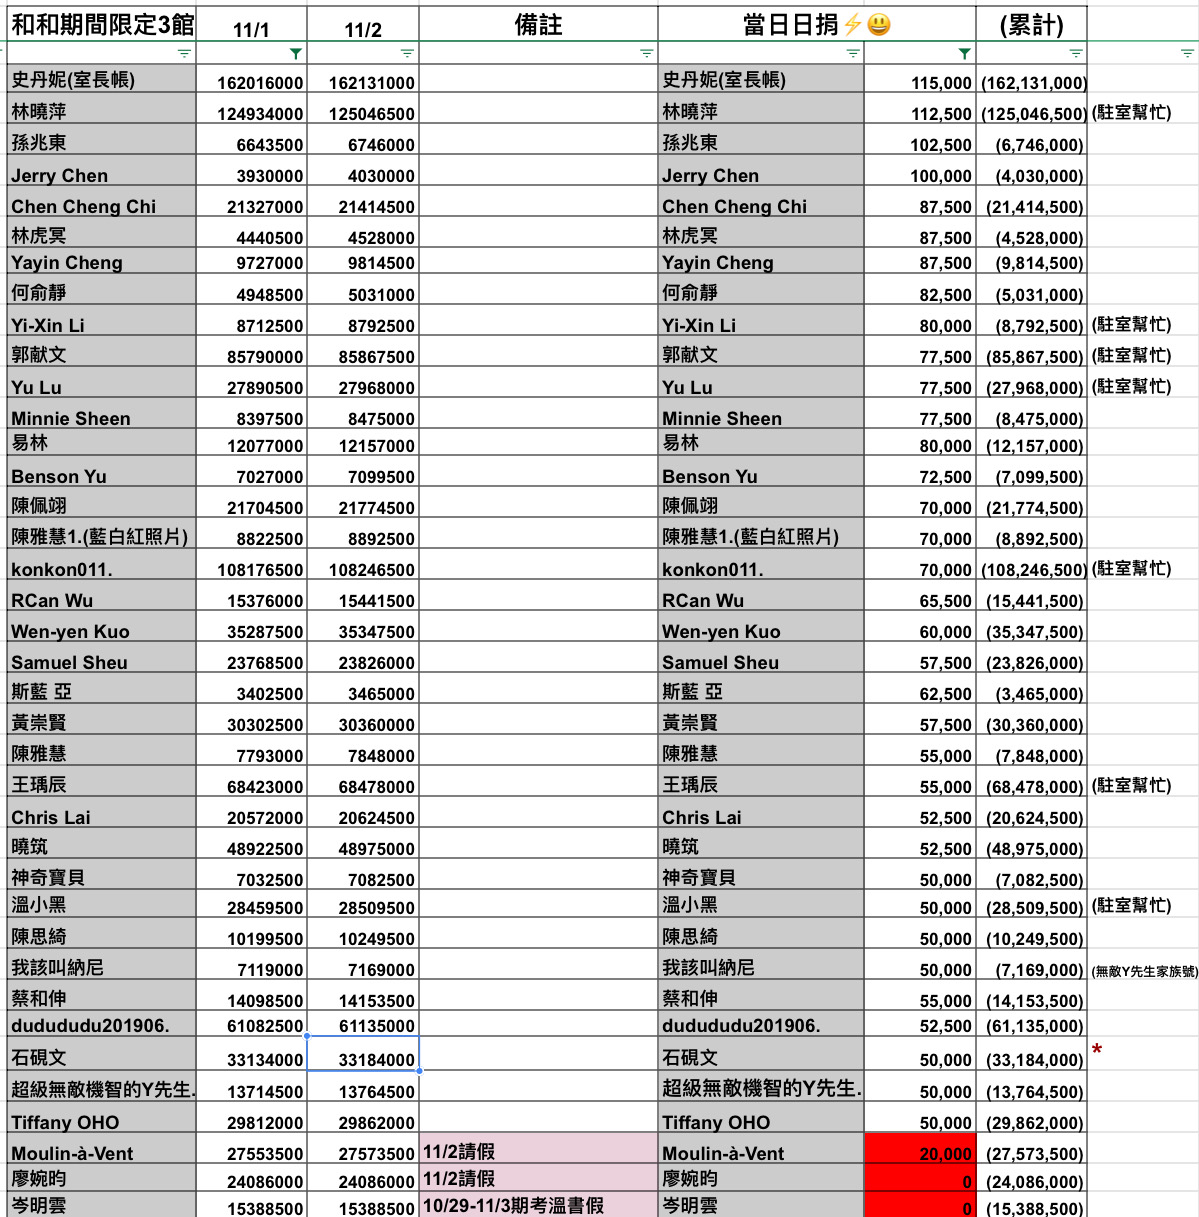 和和期間限定3館 11/1 11/2 備註 當日日捐⚡😃 (累計)
史丹妮(室長帳) 162016000 162131000 史丹妮(室長帳) 115,000 (162,131,000)
林曉萍 124934000 125046500 林曉萍 112,500 (125,046,500) (駐室幫忙)
孫兆東 6643500 6746000 孫兆東 102,500 (6,746,000)
Jerry Chen 3930000 4030000 Jerry Chen 100,000 (4,030,000)
Chen Cheng Chi 21327000 21414500 Chen Cheng Chi 87,500 (21,414,500)
林虎冥 4440500 4528000 林虎冥 87,500 (4,528,000)
Yayin Cheng 9727000 9814500 Yayin Cheng 87,500 (9,814,500)
何俞靜 4948500 5031000 何俞靜 82,500 (5,031,000)
Yi-Xin Li 8712500 8792500 Yi-Xin Li 80,000 (8,792,500) (駐室幫忙)
郭献文 85790000 85867500 郭献文 77,500 (85,867,500) (駐室幫忙)
Yu Lu 27890500 27968000 Yu Lu 77,500 (27,968,000) (駐室幫忙)
Minnie Sheen 8397500 8475000 Minnie Sheen 77,500 (8,475,000)
易林 12077000 12157000 易林 80,000 (12,157,000)
Benson Yu 7027000 7099500 Benson Yu 72,500 (7,099,500)
陳佩翊 21704500 21774500 陳佩翊 70,000 (21,774,500)
陳雅慧1.(藍白紅照片) 8822500 8892500 陳雅慧1.(藍白紅照片) 70,000 (8,892,500)
konkon011. 108176500 108246500 konkon011. 70,000 (108,246,500) (駐室幫忙)
RCan Wu 15376000 15441500 RCan Wu 65,500 (15,441,500)
Wen-yen Kuo 35287500 35347500 Wen-yen Kuo 60,000 (35,347,500)
Samuel Sheu 23768500 23826000 Samuel Sheu 57,500 (23,826,000)
斯藍 亞 3402500 3465000 斯藍 亞 62,500 (3,465,000)
黃崇賢 30302500 30360000 黃崇賢 57,500 (30,360,000)
陳雅慧 7793000 7848000 陳雅慧 55,000 (7,848,000)
王瑀辰 68423000 68478000 王瑀辰 55,000 (68,478,000) (駐室幫忙)
Chris Lai 20572000 20624500 Chris Lai 52,500 (20,624,500)
曉筑 48922500 48975000 曉筑 52,500 (48,975,000)
神奇寶貝 7032500 7082500 神奇寶貝 50,000 (7,082,500)
溫小黑 28459500 28509500 溫小黑 50,000 (28,509,500) (駐室幫忙)
陳思綺 10199500 10249500 陳思綺 50,000 (10,249,500)
我該叫納尼 7119000 7169000 我該叫納尼 50,000 (7,169,000) (無敵Y先生家族號)
蔡和伸 14098500 14153500 蔡和伸 55,000 (14,153,500)
dudududu201906. 61082500 61135000 dudududu201906. 52,500 (61,135,000)
石硯文 33134000 33184000 石硯文 50,000 (33,184,000) *
超級無敵機智的Y先生. 13714500 13764500 超級無敵機智的Y先生. 50,000 (13,764,500)
Tiffany OHO 29812000 29862000 Tiffany OHO 50,000 (29,862,000)
Moulin-à-Vent 27553500 27573500 11/2請假 Moulin-à-Vent 20,000 (27,573,500)
廖婉昀 24086000 24086000 11/2請假 廖婉昀 0 (24,086,000)
岑明雲 15388500 15388500 10/29-11/3期考溫書假 岑明雲 0 (15,388,500)